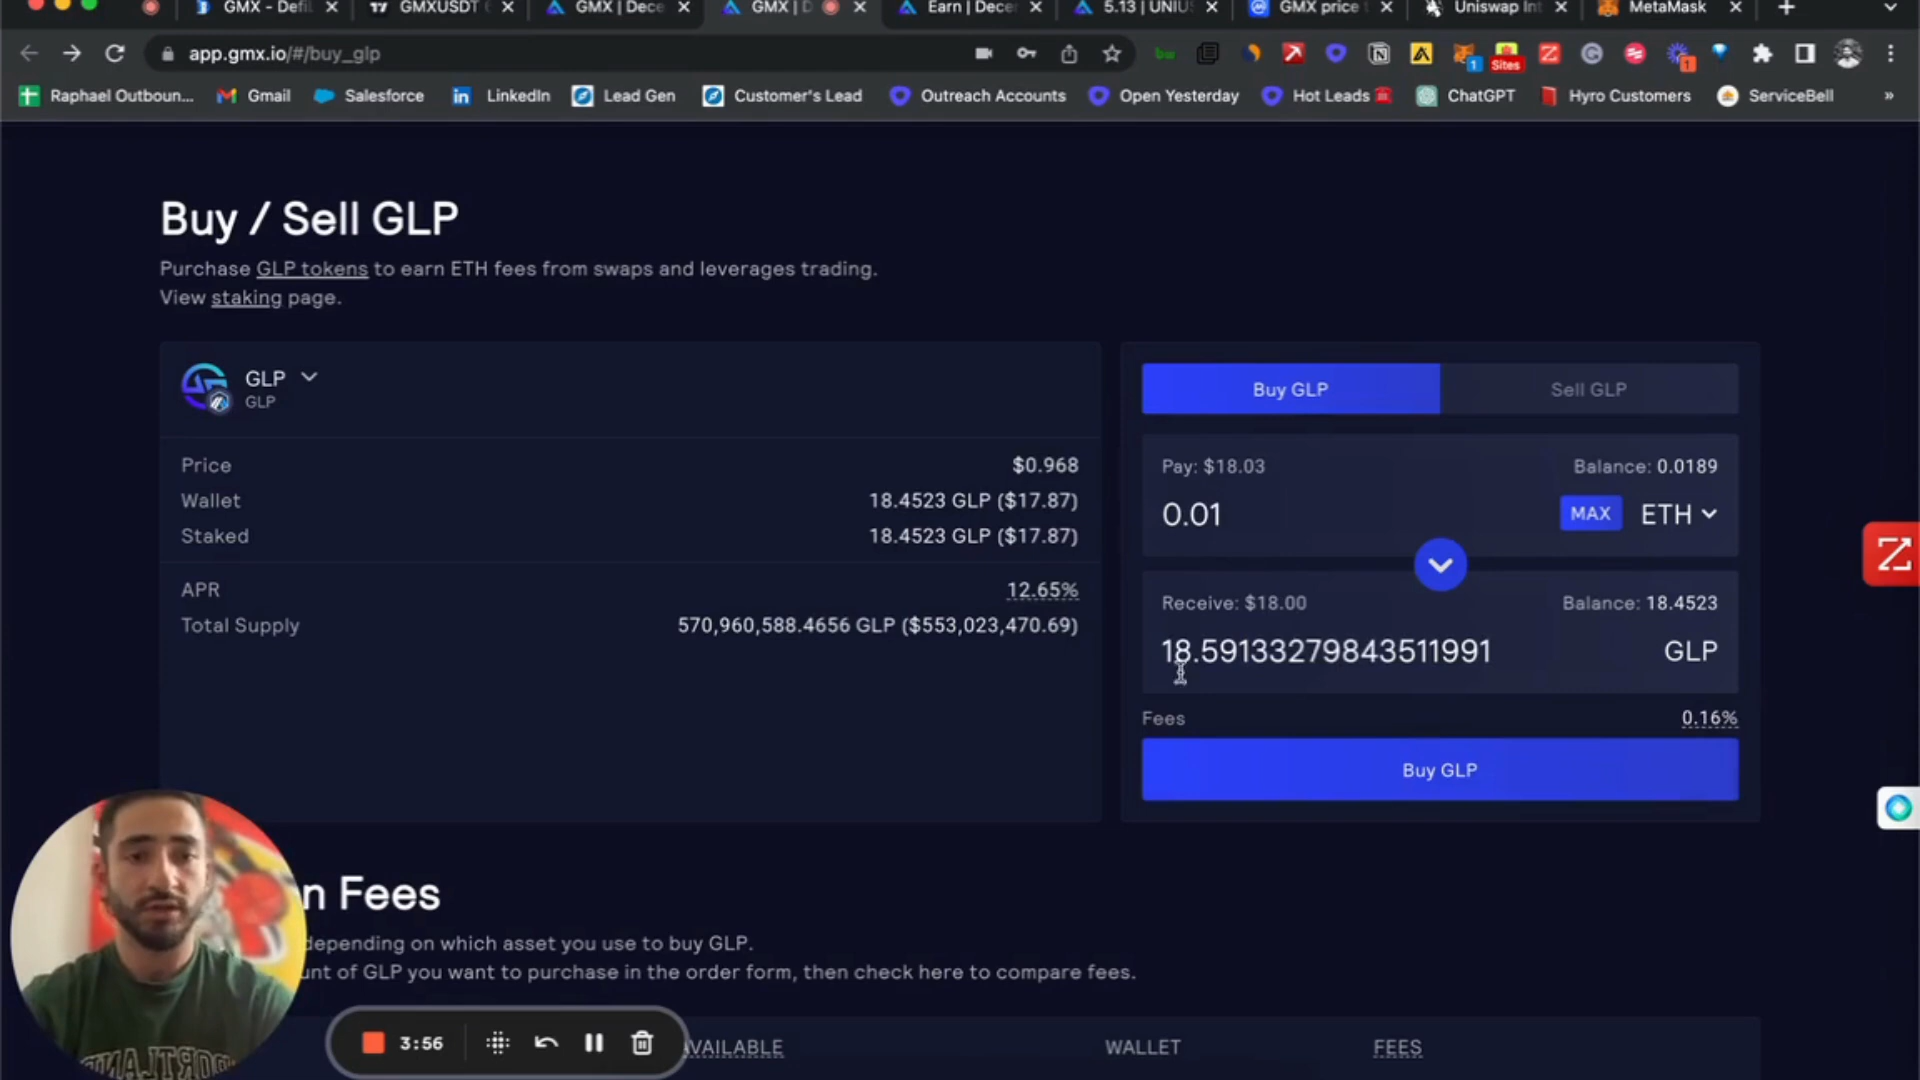 GMX - Defil
GMXUSDT
GMX | Dece
GMX | D
Earn | Decer
5.13 | UNIUS
GMX price t
Uniswap Int
MetaMask
app.gmx.io/#/buy_glp
1
Sites
1
Raphael Outboun...
Gmail
Salesforce
LinkedIn
Lead Gen
Customer's Lead
Outreach Accounts
Open Yesterday
Hot Leads
ChatGPT
Hyro Customers
ServiceBell
»
Buy / Sell GLP
Purchase GLP tokens to earn ETH fees from swaps and leverages trading.
View staking page.
GLP
GLP
Price $0.968
Wallet 18.4523 GLP ($17.87)
Staked 18.4523 GLP ($17.87)
APR 12.65%
Total Supply 570,960,588.4656 GLP ($553,023,470.69)
Buy GLP Sell GLP
Pay: $18.03 Balance: 0.0189
0.01 MAX ETH
Receive: $18.00 Balance: 18.4523
18.59133279843511991 GLP
Fees 0.16%
Buy GLP
n Fees
depending on which asset you use to buy GLP.
unt of GLP you want to purchase in the order form, then check here to compare fees.
3:56
AVAILABLE WALLET FEES